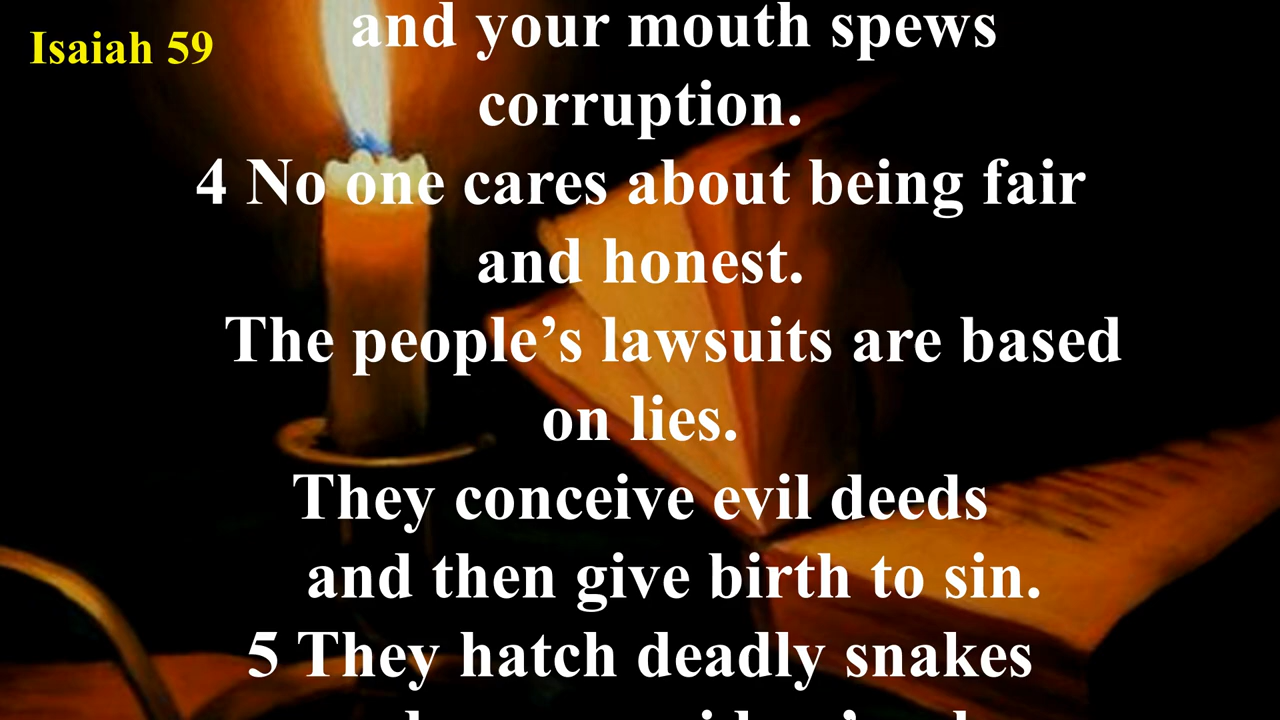 Isaiah 59
and your mouth spews
corruption.
4 No one cares about being fair
and honest.
The people’s lawsuits are based
on lies.
They conceive evil deeds
and then give birth to sin.
5 They hatch deadly snakes